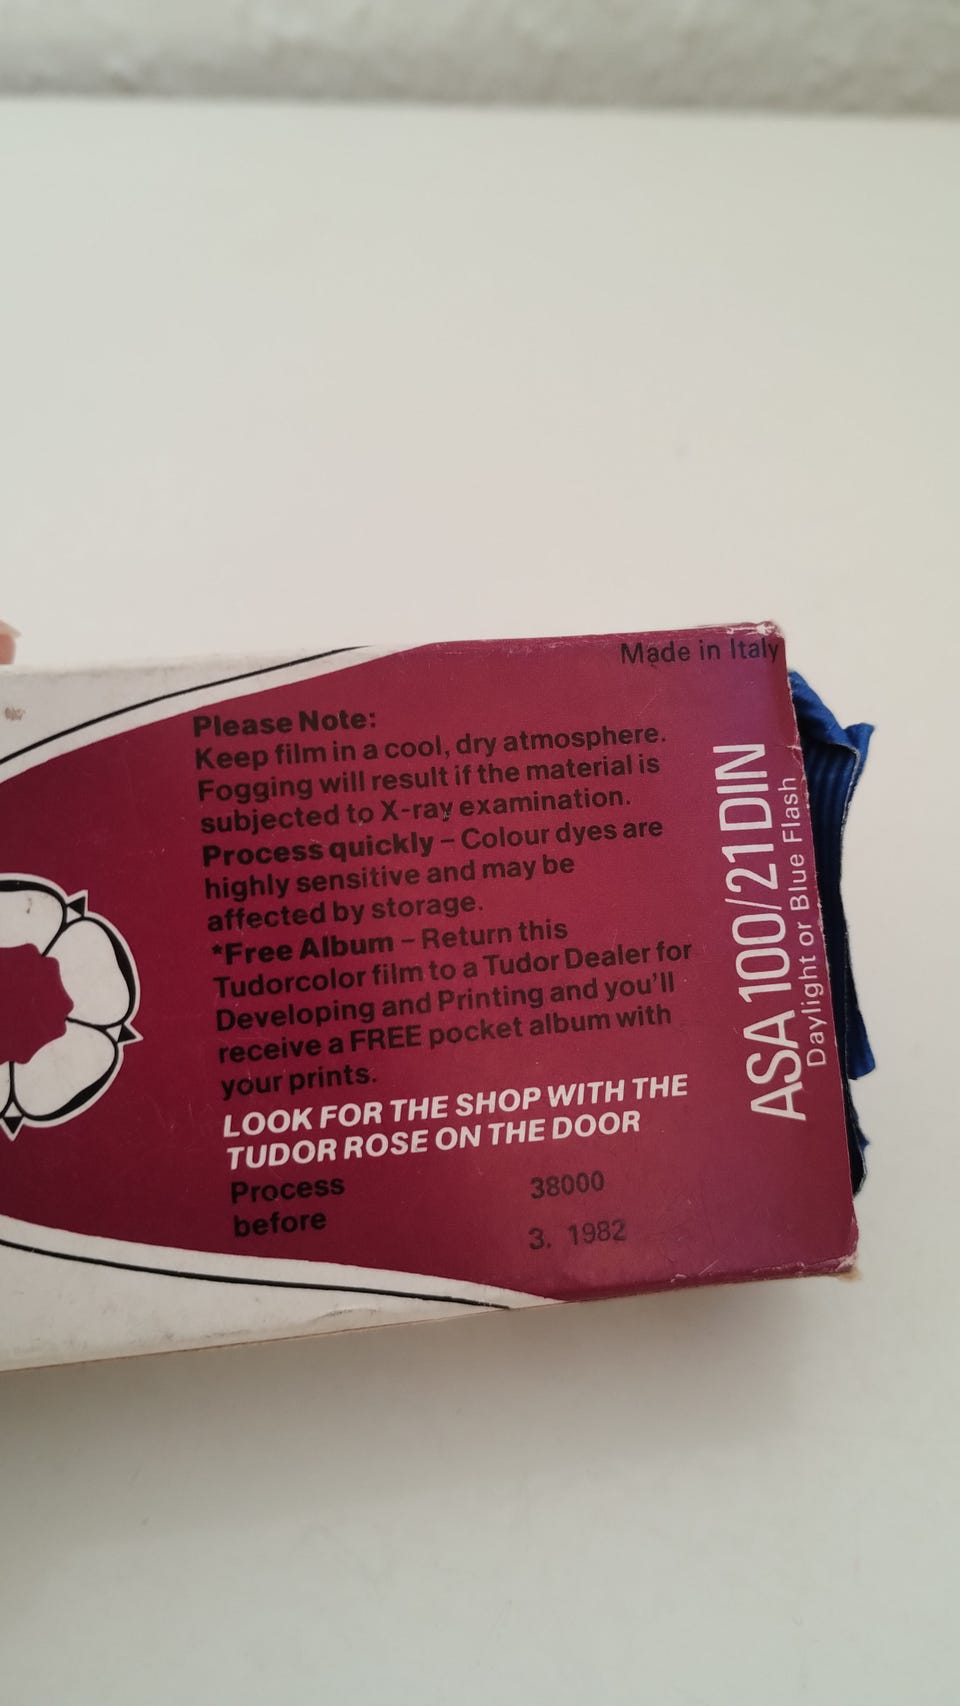 Made in Italy
Please Note:
Keep film in a cool, dry atmosphere.
Fogging will result if the material is
subjected to X-ray examination.
Process quickly – Colour dyes are
highly sensitive and may be
affected by storage.
*Free Album – Return this
Tudorcolor film to a Tudor Dealer for
Developing and Printing and you'll
receive a FREE pocket album with
your prints.
LOOK FOR THE SHOP WITH THE
TUDOR ROSE ON THE DOOR
Process 38000
before 3. 1982
ASA 100/21 DIN
Daylight or Blue Flash